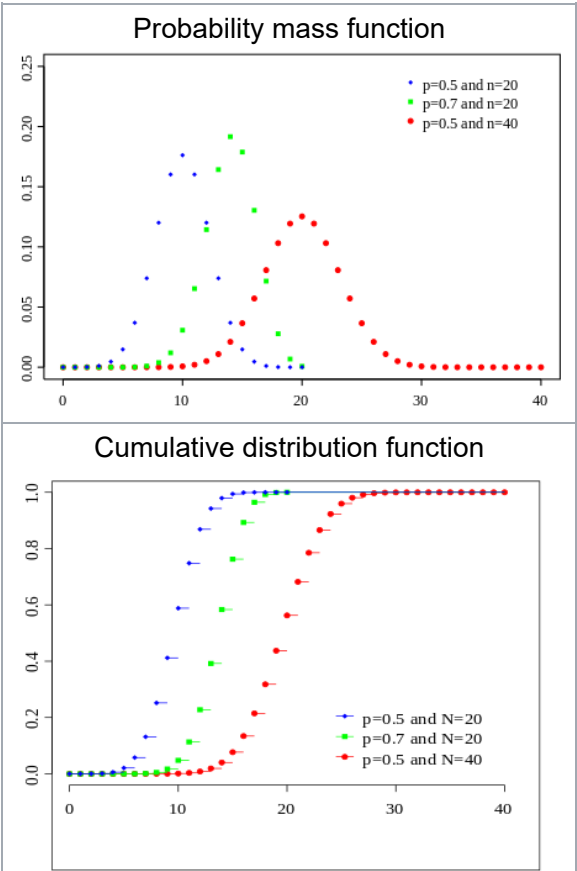 Probability mass function
0.25
0.20
0.15
0.10
0.05
0.00
p=0.5 and n=20
p=0.7 and n=20
p=0.5 and n=40
0 10 20 30 40
Cumulative distribution function
1.0
0.8
0.6
0.4
0.2
0.0
p=0.5 and N=20
p=0.7 and N=20
p=0.5 and N=40
0 10 20 30 40